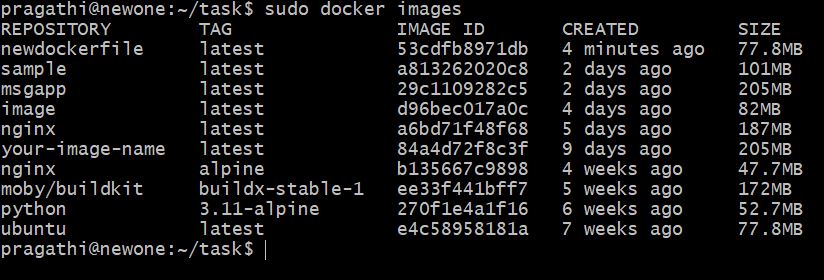 pragathi@newone:~/task$ sudo docker images
REPOSITORY      TAG               IMAGE ID       CREATED         SIZE
newdockerfile   latest            53cdfb8971db   4 minutes ago   77.8MB
sample          latest            a813262020c8   2 days ago      101MB
msgapp          latest            29c1109282c5   2 days ago      205MB
image           latest            d96bec017a0c   4 days ago      82MB
nginx           latest            a6bd71f48f68   5 days ago      187MB
your-image-name latest            84a4d72f8c3f   9 days ago      205MB
nginx           alpine            b135667c9898   4 weeks ago     47.7MB
moby/buildkit   buildx-stable-1   ee33f441bff7   5 weeks ago     172MB
python          3.11-alpine       270f1e4a1f16   6 weeks ago     52.7MB
ubuntu          latest            e4c58958181a   7 weeks ago     77.8MB
pragathi@newone:~/task$